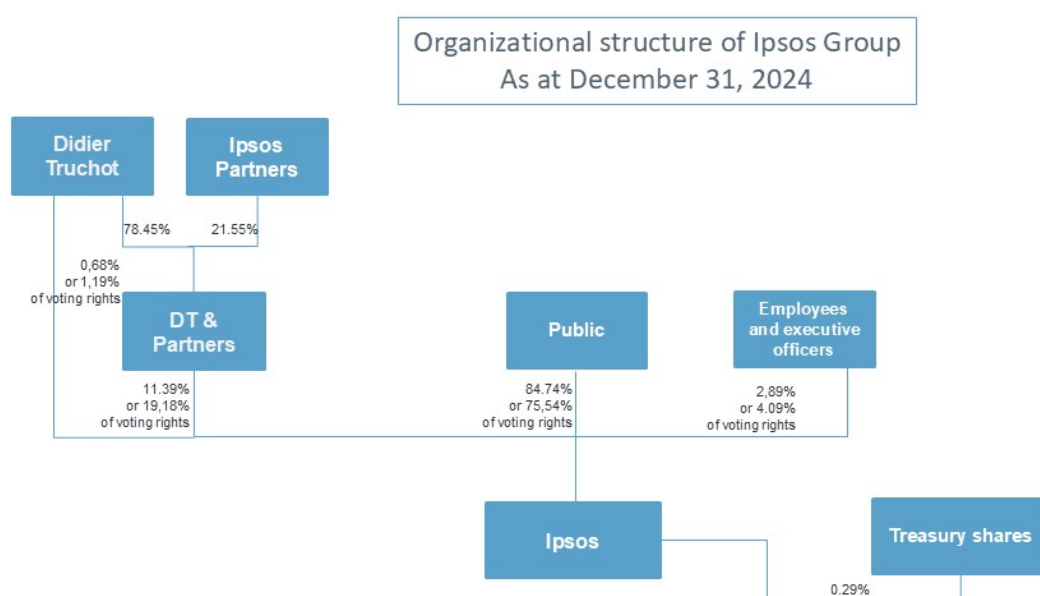 Organizational structure of Ipsos Group
As at December 31, 2024
Didier
Truchot
Ipsos
Partners
78.45%
21.55%
0,68%
or 1,19%
of voting rights
DT &
Partners
Public
Employees
and executive
officers
11.39%
or 19,18%
of voting rights
84.74%
or 75,54%
of voting rights
2,89%
or 4.09%
of voting rights
Ipsos
Treasury shares
0.29%